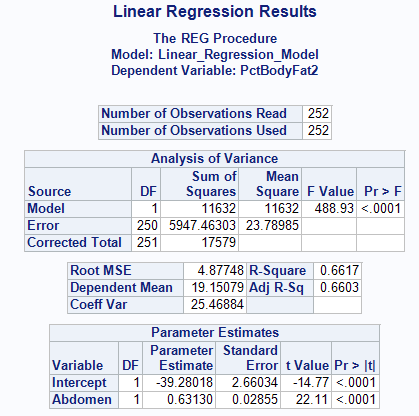 Linear Regression Results
The REG Procedure
Model: Linear_Regression_Model
Dependent Variable: PctBodyFat2
Number of Observations Read 252
Number of Observations Used 252
Analysis of Variance
Source DF Sum of Squares Mean Square F Value Pr > F
Model 1 11632 11632 488.93 <.0001
Error 250 5947.46303 23.78985
Corrected Total 251 17579
Root MSE 4.87748 R-Square 0.6617
Dependent Mean 19.15079 Adj R-Sq 0.6603
Coeff Var 25.46884
Parameter Estimates
Variable DF Parameter Estimate Standard Error t Value Pr > |t|
Intercept 1 -39.28018 2.66034 -14.77 <.0001
Abdomen 1 0.63130 0.02855 22.11 <.0001